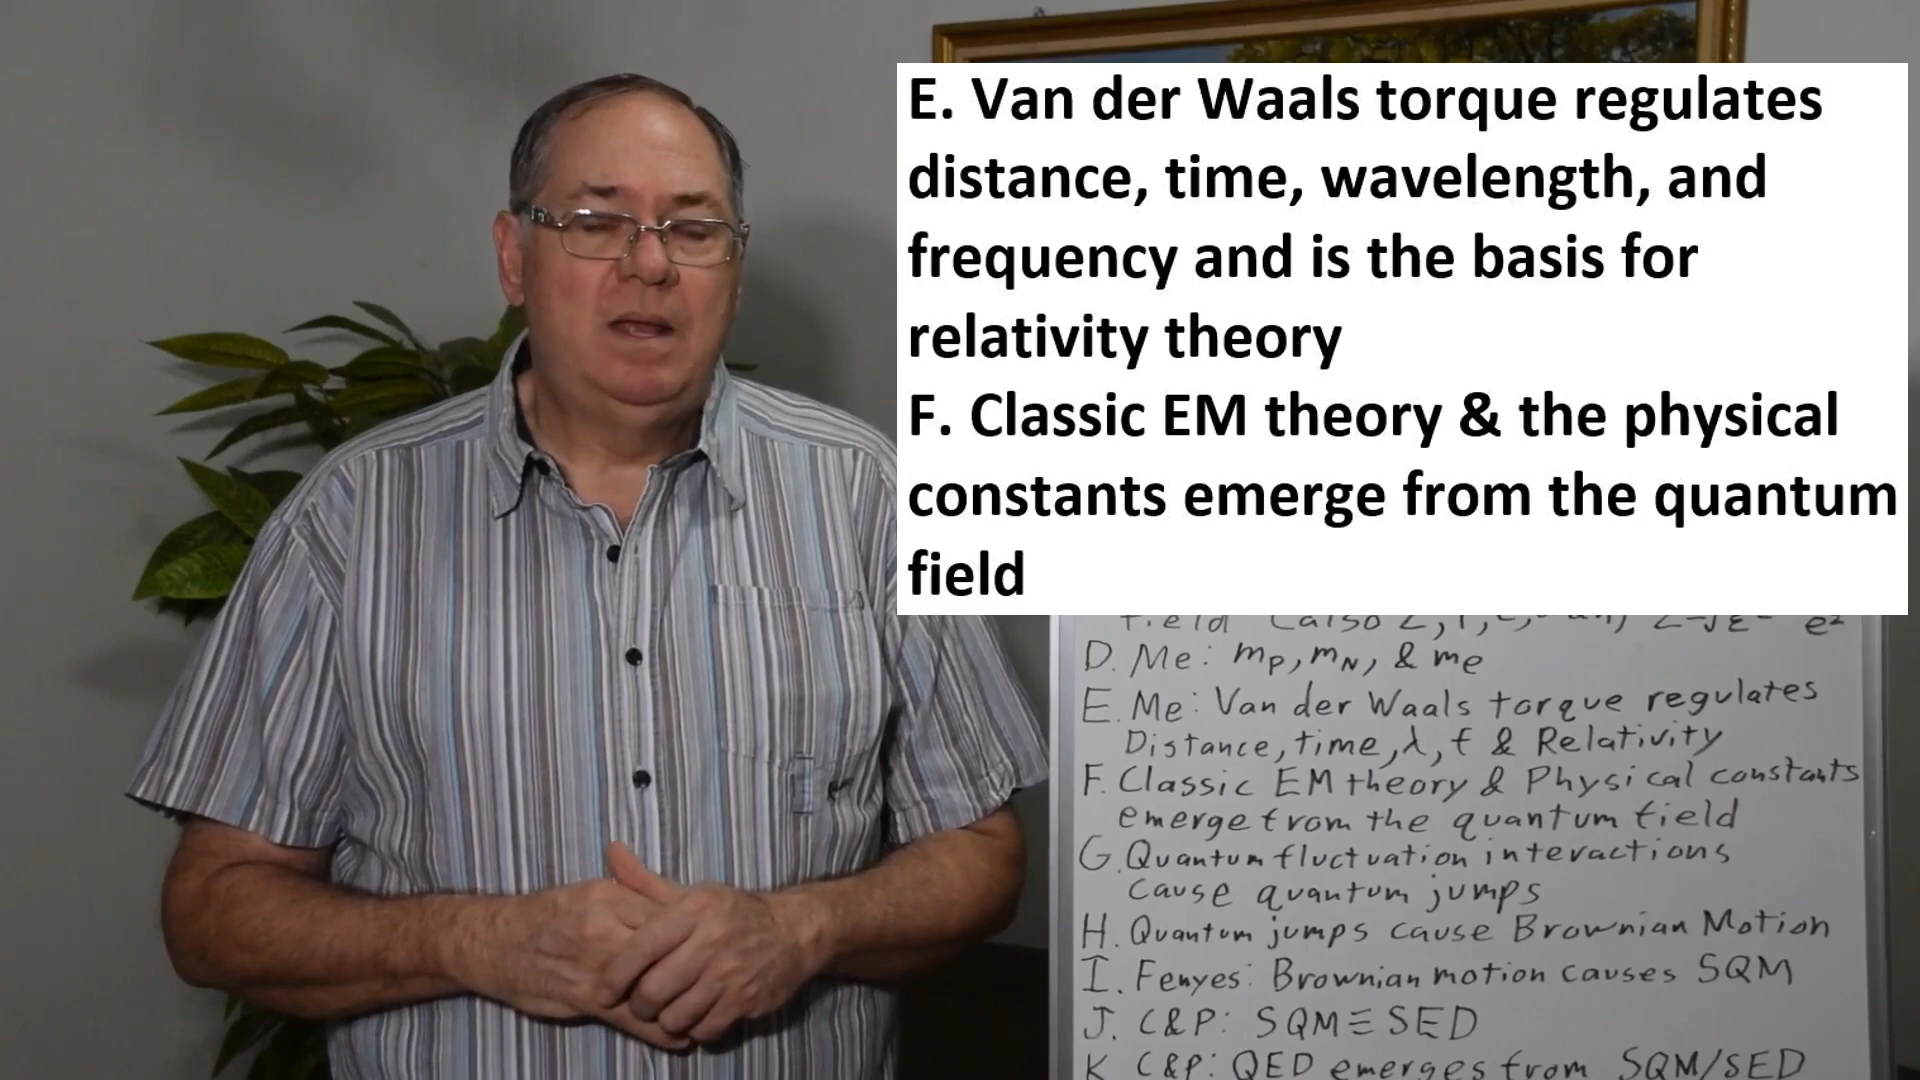 E. Van der Waals torque regulates
distance, time, wavelength, and
frequency and is the basis for
relativity theory
F. Classic EM theory & the physical
constants emerge from the quantum
field
field (also
D. Me: mP, mN, & me
E. Me: Van der Waals torque regulates
Distance, time, λ, f & Relativity
F. Classic EM theory & Physical constants
emerge from the quantum field
G. Quantum fluctuation interactions
cause quantum jumps
H. Quantum jumps cause Brownian Motion
I. Fenyes: Brownian motion causes SQM
J. C&P: SQM≡SED
K C&P: QED emerges from SQM/SED